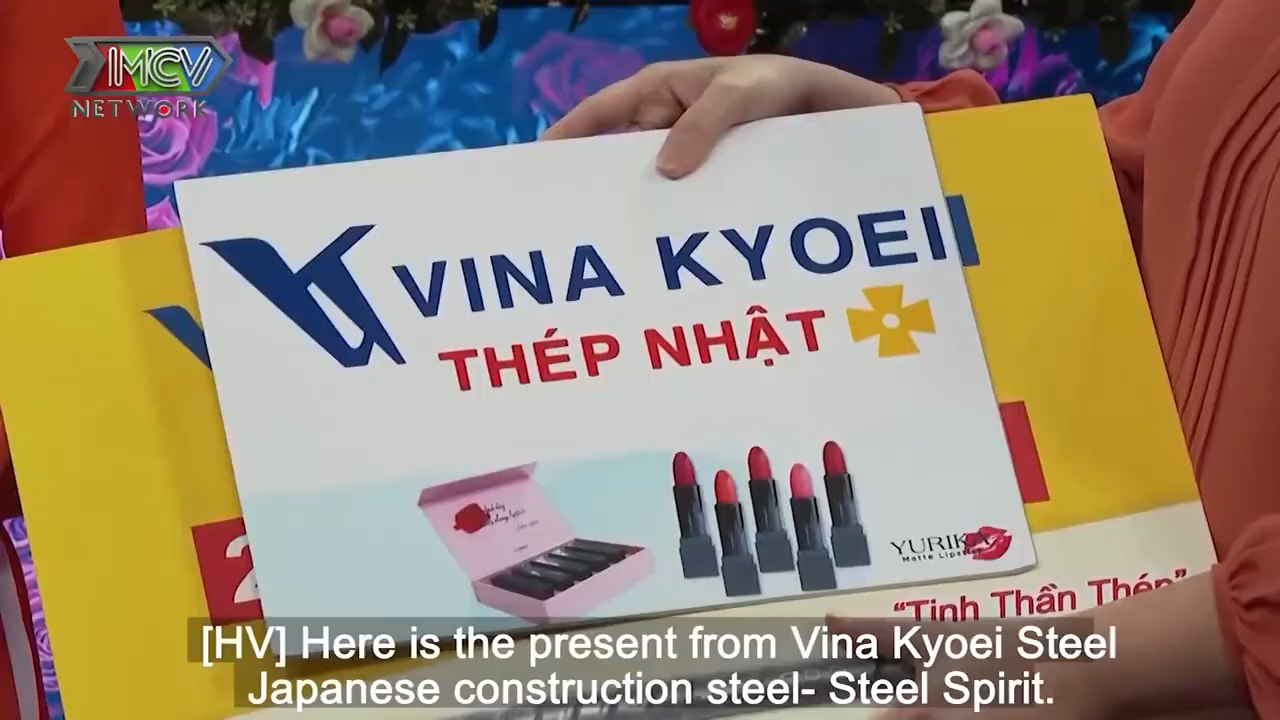 MCV
NETWORK
VINA KYOEI
THÉP NHẬT
YURIKA
Matte Lipstick
2
"Tinh Thần Thép"
[HV] Here is the present from Vina Kyoei Steel
Japanese construction steel- Steel Spirit.